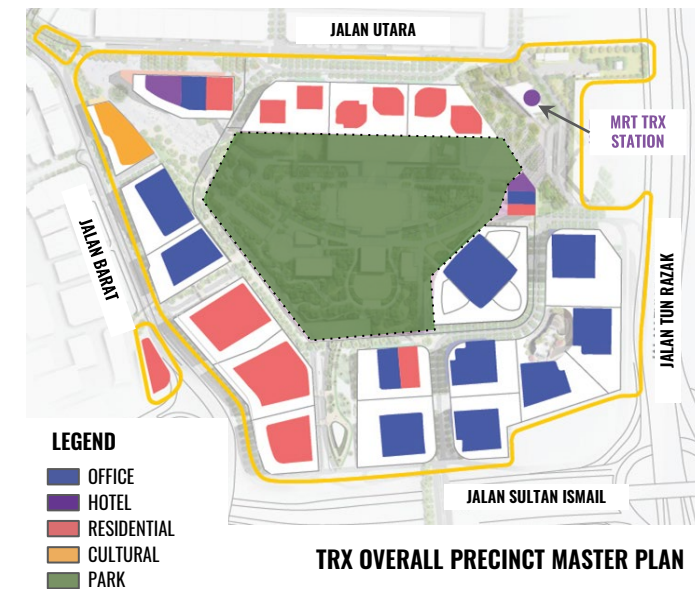 JALAN UTARA
MRT TRX
STATION
JALAN BARAT
JALAN TUN RAZAK
LEGEND
OFFICE
HOTEL
RESIDENTIAL
CULTURAL
PARK
JALAN SULTAN ISMAIL
TRX OVERALL PRECINCT MASTER PLAN